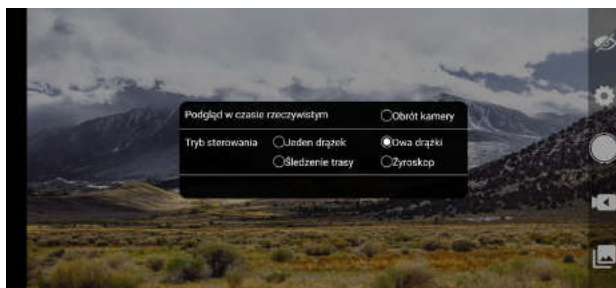 Podgląd w czasie rzeczywistym Obrót kamery
Tryb sterowania Jeden drążek Dwa drążki
Śledzenie trasy Żyroskop